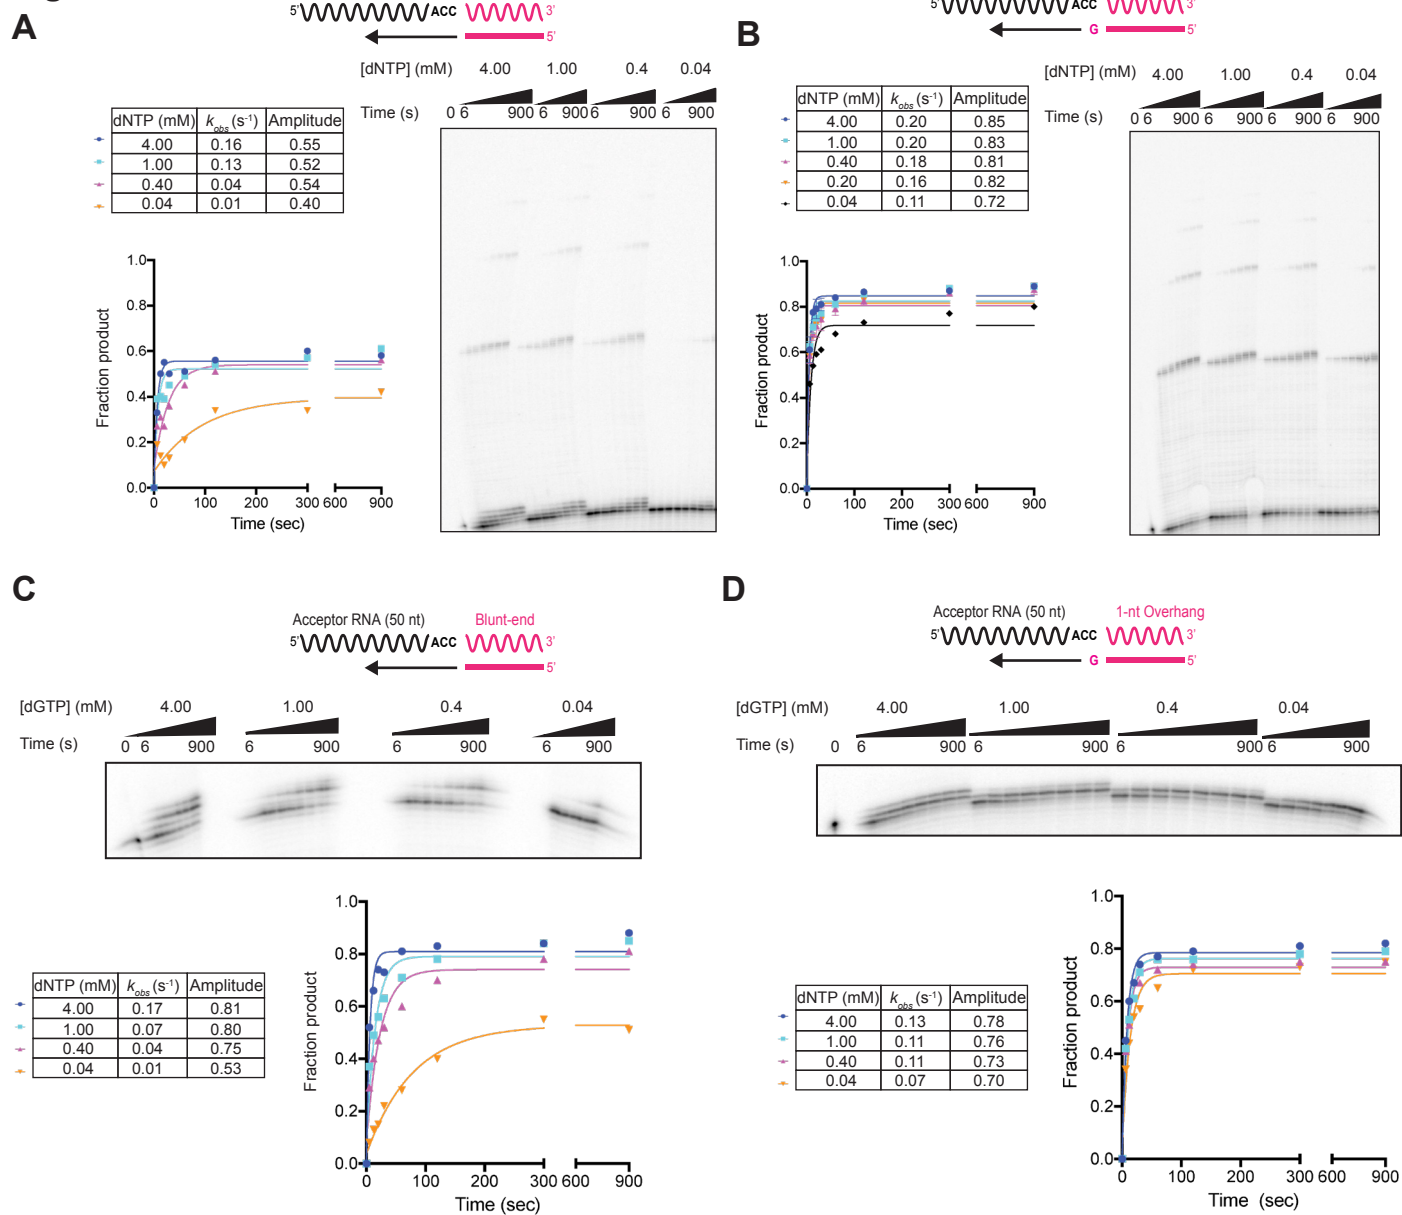 A
5' ACC 3'
5'
[dNTP] (mM) 4.00 1.00 0.4 0.04
Time (s) 0 6 900 6 900 6 900 6 900
dNTP (mM) kobs (s-1) Amplitude
4.00 0.16 0.55
1.00 0.13 0.52
0.40 0.04 0.54
0.04 0.01 0.40
Fraction product
1.0
0.8
0.6
0.4
0.2
0.0
0 100 200 300 600 900
Time (sec)
B
5' ACC 3'
G 5'
[dNTP] (mM) 4.00 1.00 0.4 0.04
Time (s) 0 6 900 6 900 6 900 6 900
dNTP (mM) kobs (s-1) Amplitude
4.00 0.20 0.85
1.00 0.20 0.83
0.40 0.18 0.81
0.20 0.16 0.82
0.04 0.11 0.72
Fraction product
1.0
0.8
0.6
0.4
0.2
0.0
0 100 200 300 600 900
Time (sec)
C
Acceptor RNA (50 nt) Blunt-end
5' ACC 3'
5'
[dGTP] (mM) 4.00 1.00 0.4 0.04
Time (s) 0 6 900 6 900 6 900 6 900
dNTP (mM) kobs (s-1) Amplitude
4.00 0.17 0.81
1.00 0.07 0.80
0.40 0.04 0.75
0.04 0.01 0.53
Fraction product
1.0
0.8
0.6
0.4
0.2
0.0
0 100 200 300 600 900
Time (sec)
D
Acceptor RNA (50 nt) 1-nt Overhang
5' ACC 3'
G 5'
[dGTP] (mM) 4.00 1.00 0.4 0.04
Time (s) 0 6 900 6 900 6 900 6 900
dNTP (mM) kobs (s-1) Amplitude
4.00 0.13 0.78
1.00 0.11 0.76
0.40 0.11 0.73
0.04 0.07 0.70
Fraction product
1.0
0.8
0.6
0.4
0.2
0.0
0 100 200 300 600 900
Time (sec)